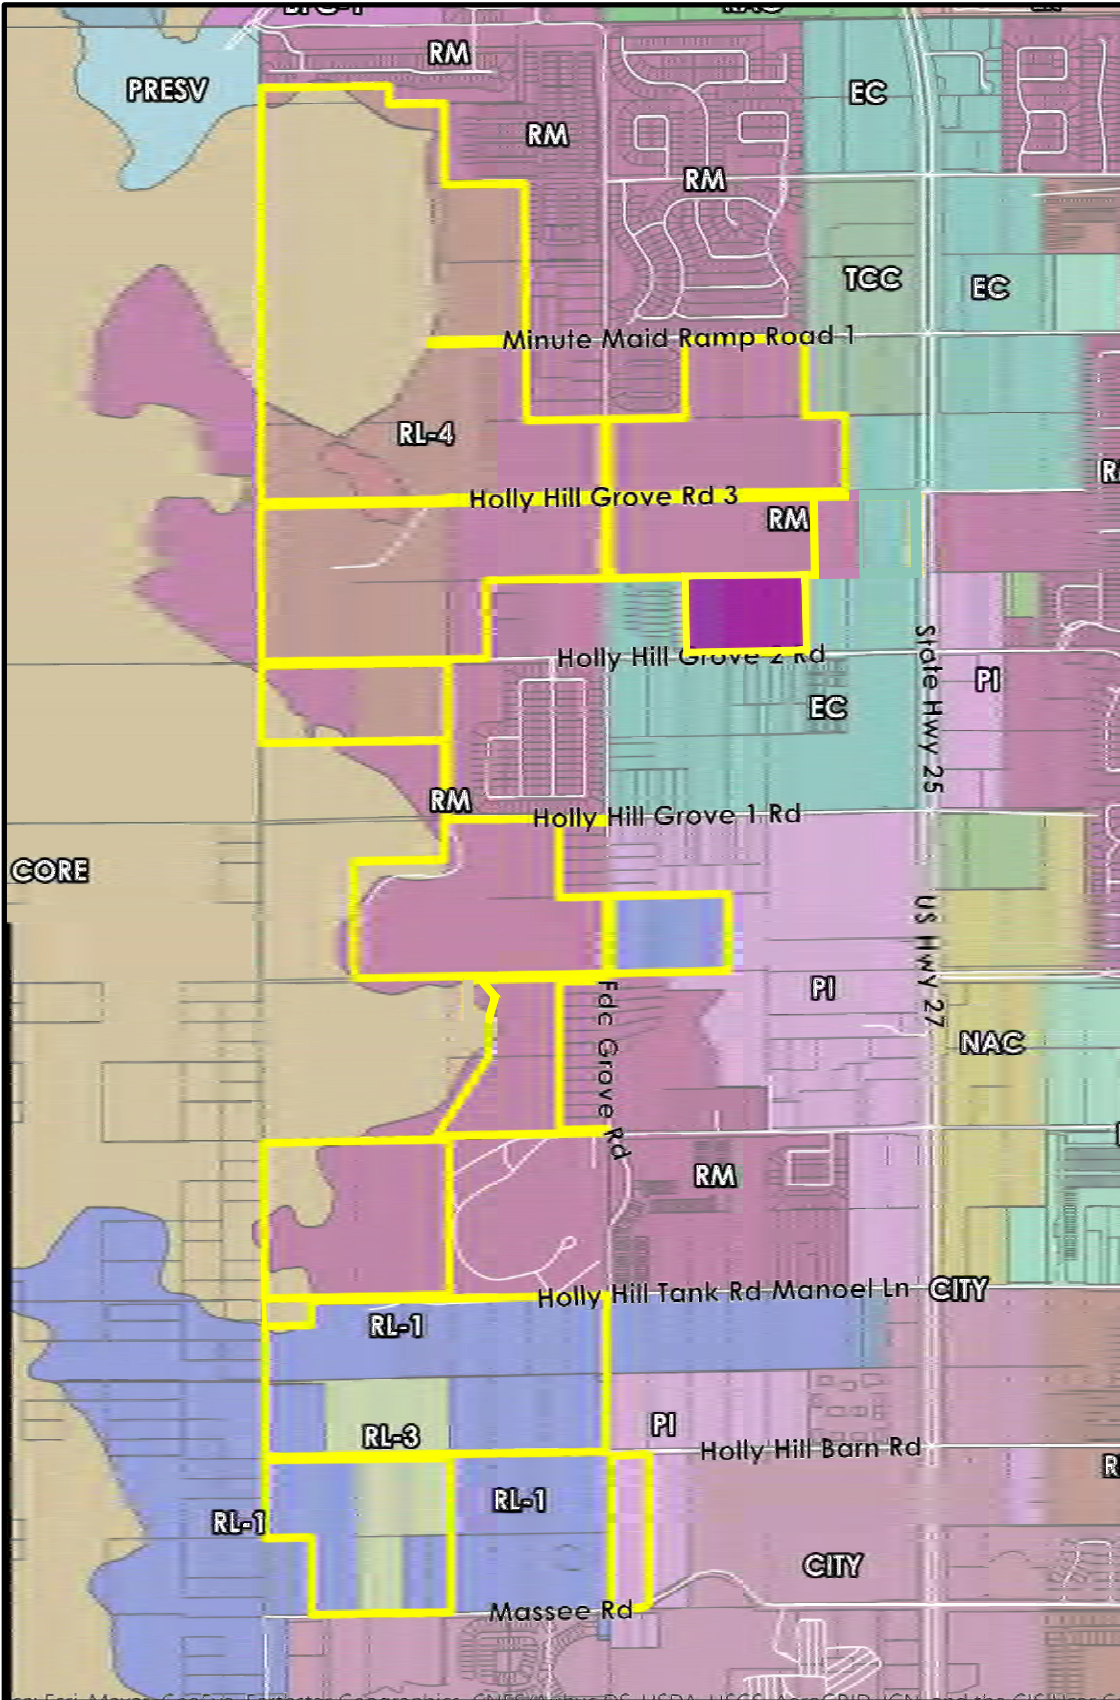 RM
PRESV
EC
RM
RM
TCC
EC
Minute Maid Ramp Road 1
RL-4
Holly Hill Grove Rd 3
RM
Holly Hill Grove 2 Rd
State Hwy 25
PI
EC
RM
Holly Hill Grove 1 Rd
CORE
US Hwy 27
PI
Fdc Grove Rd
NAC
RM
Holly Hill Tank Rd Manoel Ln
CITY
RL-1
RL-3
PI
Holly Hill Barn Rd
RL-1
RL-1
CITY
Massee Rd